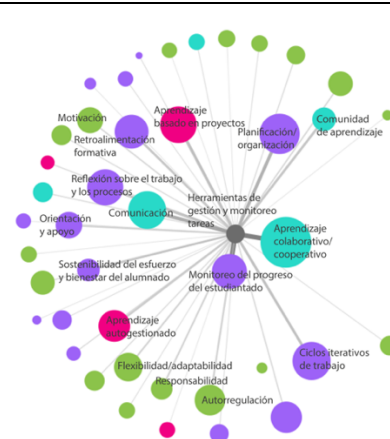 Aprendizaje
basado en proyectos
Motivación
Comunidad
de aprendizaje
Planificación/
organización
Retroalimentación
formativa
Reflexión sobre el trabajo
y los procesos
Herramientas de
gestión y monitoreo
tareas
Comunicación
Orientación
y apoyo
Aprendizaje
colaborativo/
cooperativo
Sostenibilidad del esfuerzo
y bienestar del alumnado
Monitoreo del progreso
del estudiantado
Aprendizaje
autogestionado
Ciclos iterativos
de trabajo
Flexibilidad/adaptabilidad
Responsabilidad
Autorregulación